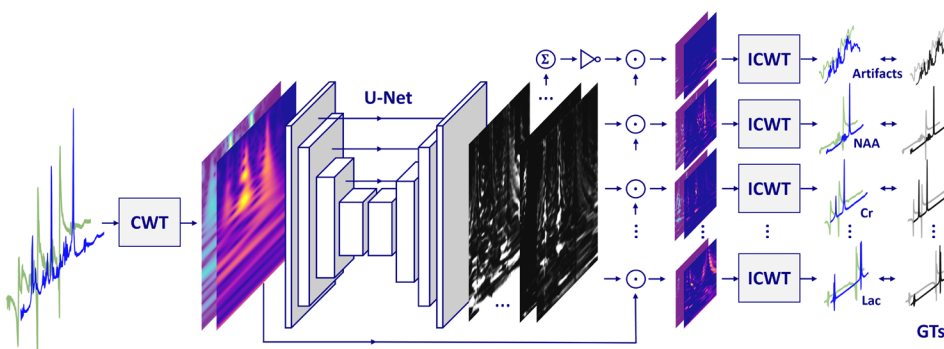 U-Net
CWT
Σ
...
ICWT
Artifacts
ICWT
NAA
ICWT
Cr
...
ICWT
Lac
GTs